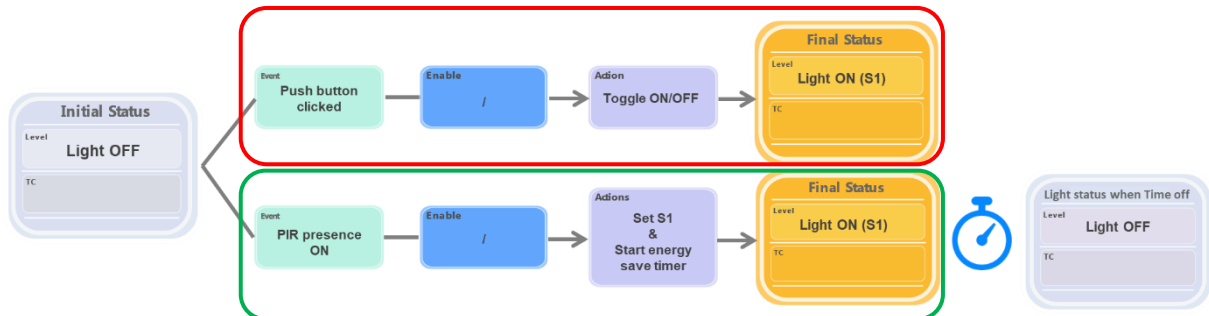 Initial Status
Level
Light OFF
TC
Event
Push button
clicked
Enable
/
Action
Toggle ON/OFF
Final Status
Level
Light ON (S1)
TC
Event
PIR presence
ON
Enable
/
Actions
Set S1
&
Start energy
save timer
Final Status
Level
Light ON (S1)
TC
Light status when Time off
Level
Light OFF
TC